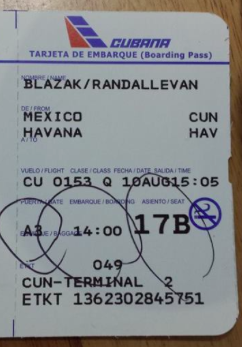 CUBANA
TARJETA DE EMBARQUE (Boarding Pass)
NOMBRE / NAME
BLAZAK/RANDALLEVAN
DE / FROM
MEXICO CUN
HAVANA HAV
A / TO
VUELO / FLIGHT CLASE / CLASS FECHA / DATE SALIDA / TIME
CU 0153 Q 10AUG15:05
PUERTA / GATE EMBARQUE / BOARDING ASIENTO / SEAT
A3 14:00 17B
049
CUN-TERMINAL 2
ETKT 1362302845751